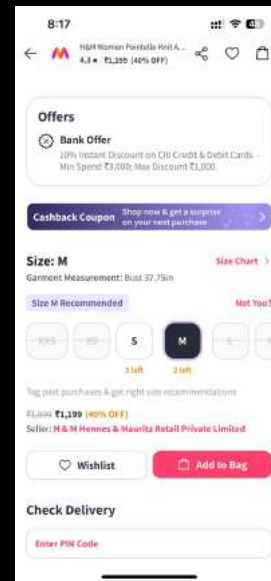 8:17
H&M Women Pointelle Knit A...
4.3★ ₹1,199 (40% OFF)
Offers
Bank Offer
10% Instant Discount on Citi Credit & Debit Cards -
Min Spend ₹3,000; Max Discount ₹1,000.
Cashback Coupon
Shop now & get a surprise
on your next purchase
Size: M
Size Chart >
Garment Measurement: Bust 37.75in
Size M Recommended
Not You?
XXS XS S M L
2 left 2 left
Tag past purchases & get right size recommendations
₹1,999 ₹1,199 (40% OFF)
Seller: H & M Hennes & Mauritz Retail Private Limited
Wishlist
Add to Bag
Check Delivery
Enter PIN Code